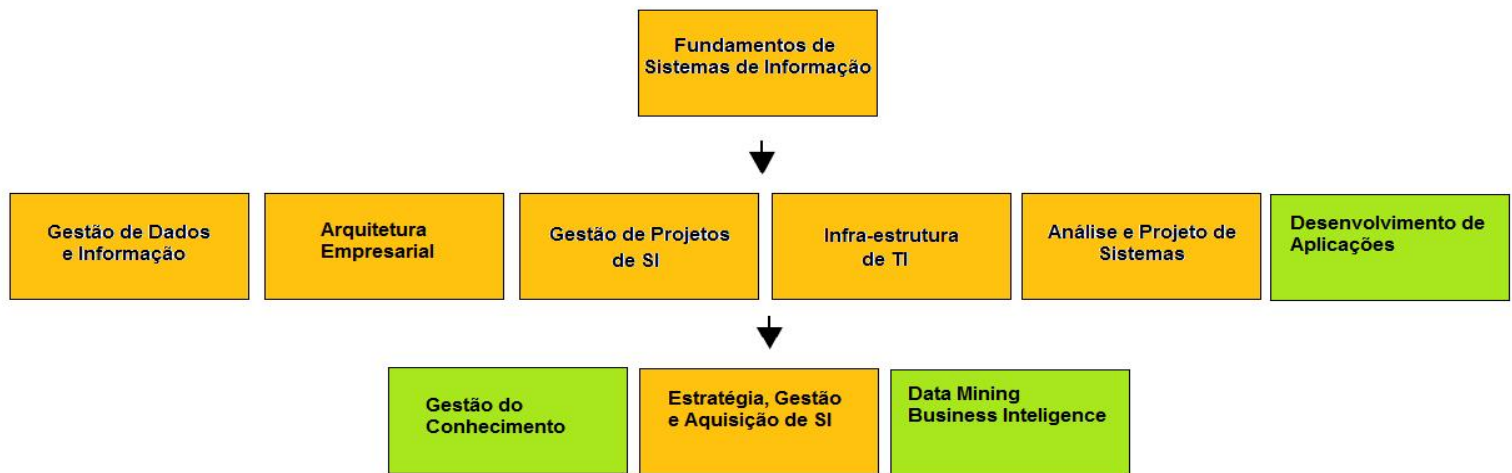 Fundamentos de
Sistemas de Informação
Gestão de Dados
e Informação
Arquitetura
Empresarial
Gestão de Projetos
de SI
Infra-estrutura
de TI
Análise e Projeto de
Sistemas
Desenvolvimento de
Aplicações
Gestão do
Conhecimento
Estratégia, Gestão
e Aquisição de SI
Data Mining
Business Inteligence